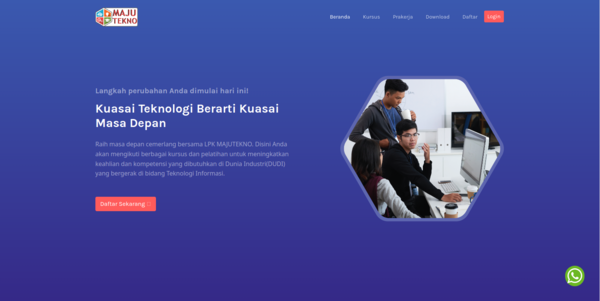 MAJU
TEKNO
Beranda
Kursus
Prakerja
Download
Daftar
Login
Langkah perubahan Anda dimulai hari ini!
Kuasai Teknologi Berarti Kuasai
Masa Depan
Raih masa depan cemerlang bersama LPK MAJUTEKNO. Disini Anda
akan mengikuti berbagai kursus dan pelatihan untuk meningkatkan
keahlian dan kompetensi yang dibutuhkan di Dunia Industri(DUDI)
yang bergerak di bidang Teknologi Informasi.
Daftar Sekarang